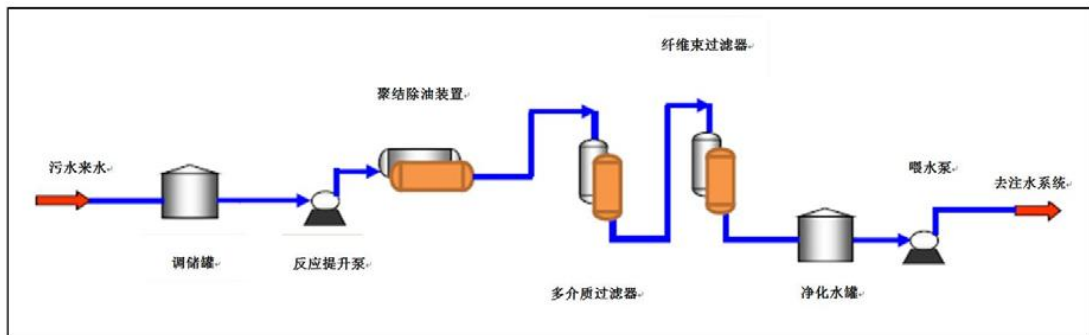 纤维束过滤器
聚结除油装置
污水来水
喂水泵
去注水系统
调储罐
反应提升泵
多介质过滤器
净化水罐